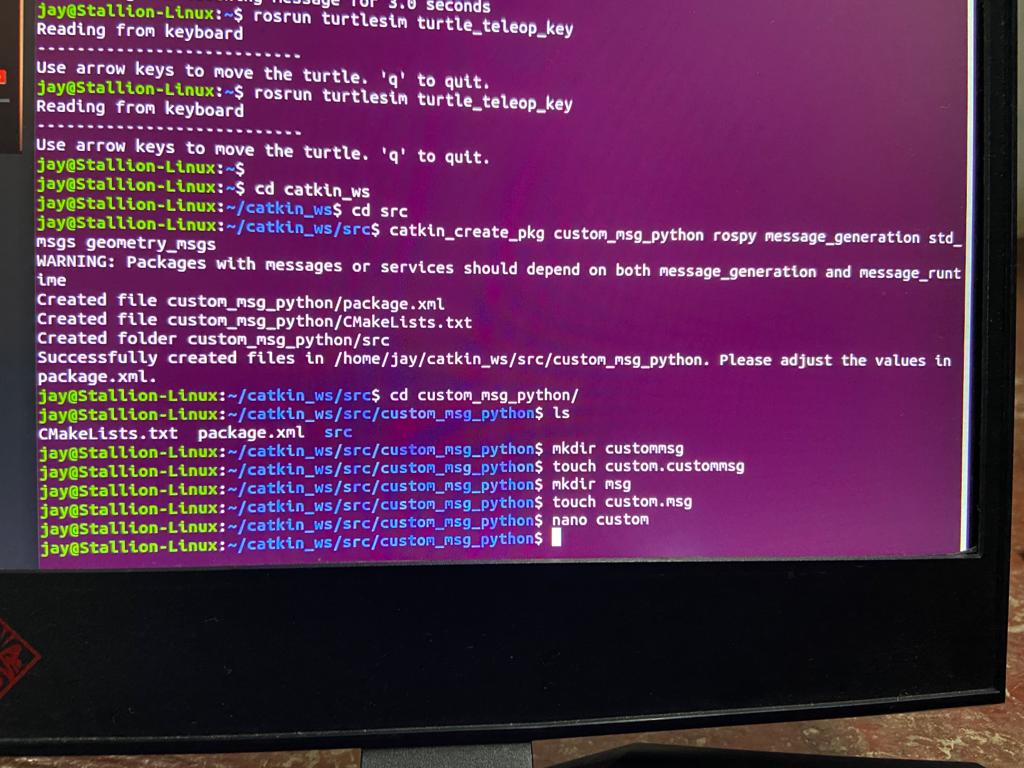 message for 3.0 seconds
jay@Stallion-Linux:~$ rosrun turtlesim turtle_teleop_key
Reading from keyboard
---------------------------
Use arrow keys to move the turtle. 'q' to quit.
jay@Stallion-Linux:~$ rosrun turtlesim turtle_teleop_key
Reading from keyboard
---------------------------
Use arrow keys to move the turtle. 'q' to quit.
jay@Stallion-Linux:~$
jay@Stallion-Linux:~$ cd catkin_ws
jay@Stallion-Linux:~/catkin_ws$ cd src
jay@Stallion-Linux:~/catkin_ws/src$ catkin_create_pkg custom_msg_python rospy message_generation std_
msgs geometry_msgs
WARNING: Packages with messages or services should depend on both message_generation and message_runt
ime
Created file custom_msg_python/package.xml
Created file custom_msg_python/CMakeLists.txt
Created folder custom_msg_python/src
Successfully created files in /home/jay/catkin_ws/src/custom_msg_python. Please adjust the values in
package.xml.
jay@Stallion-Linux:~/catkin_ws/src$ cd custom_msg_python/
jay@Stallion-Linux:~/catkin_ws/src/custom_msg_python$ ls
CMakeLists.txt  package.xml  src
jay@Stallion-Linux:~/catkin_ws/src/custom_msg_python$ mkdir custommsg
jay@Stallion-Linux:~/catkin_ws/src/custom_msg_python$ touch custom.custommsg
jay@Stallion-Linux:~/catkin_ws/src/custom_msg_python$ mkdir msg
jay@Stallion-Linux:~/catkin_ws/src/custom_msg_python$ touch custom.msg
jay@Stallion-Linux:~/catkin_ws/src/custom_msg_python$ nano custom
jay@Stallion-Linux:~/catkin_ws/src/custom_msg_python$